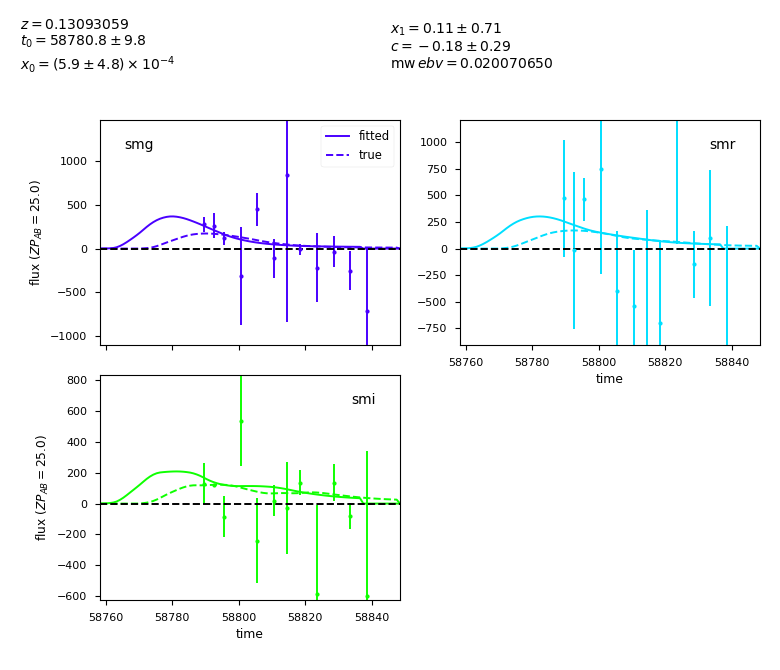 z = 0.13093059
t₀ = 58780.8 ± 9.8
x₀ = (5.9 ± 4.8) × 10⁻⁴
x₁ = 0.11 ± 0.71
c = −0.18 ± 0.29
mw ebv = 0.020070650
smg
fitted
true
1000
500
0
−500
−1000
flux (ZP_AB = 25.0)
smr
1000
750
500
250
0
−250
−500
−750
58760 58780 58800 58820 58840
time
smi
800
600
400
200
0
−200
−400
−600
flux (ZP_AB = 25.0)
58760 58780 58800 58820 58840
time